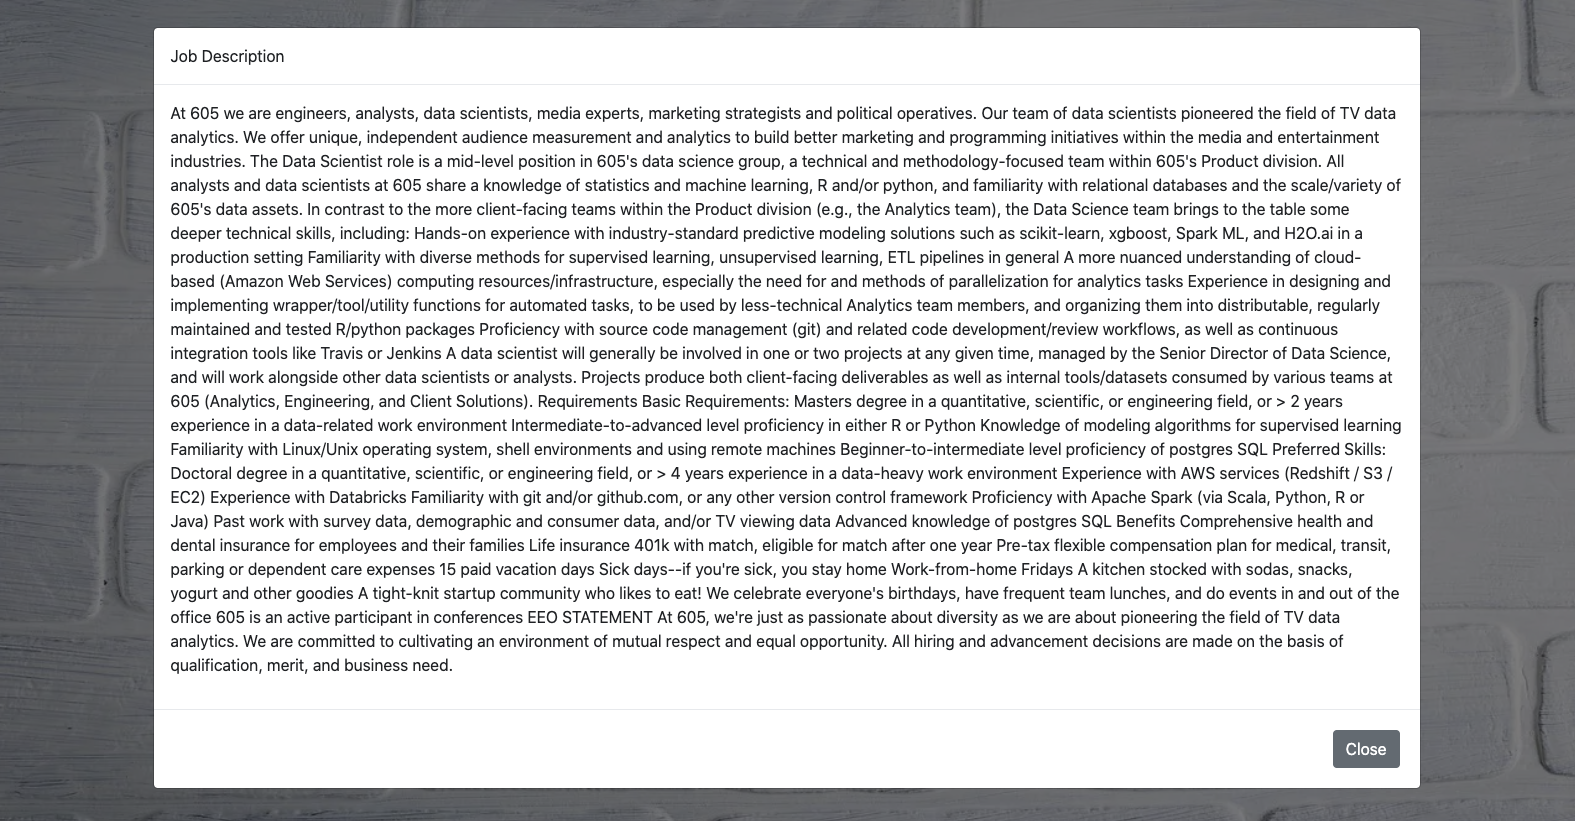 Job Description
At 605 we are engineers, analysts, data scientists, media experts, marketing strategists and political operatives. Our team of data scientists pioneered the field of TV data
analytics. We offer unique, independent audience measurement and analytics to build better marketing and programming initiatives within the media and entertainment
industries. The Data Scientist role is a mid-level position in 605's data science group, a technical and methodology-focused team within 605's Product division. All
analysts and data scientists at 605 share a knowledge of statistics and machine learning, R and/or python, and familiarity with relational databases and the scale/variety of
605's data assets. In contrast to the more client-facing teams within the Product division (e.g., the Analytics team), the Data Science team brings to the table some
deeper technical skills, including: Hands-on experience with industry-standard predictive modeling solutions such as scikit-learn, xgboost, Spark ML, and H2O.ai in a
production setting Familiarity with diverse methods for supervised learning, unsupervised learning, ETL pipelines in general A more nuanced understanding of cloud-
based (Amazon Web Services) computing resources/infrastructure, especially the need for and methods of parallelization for analytics tasks Experience in designing and
implementing wrapper/tool/utility functions for automated tasks, to be used by less-technical Analytics team members, and organizing them into distributable, regularly
maintained and tested R/python packages Proficiency with source code management (git) and related code development/review workflows, as well as continuous
integration tools like Travis or Jenkins A data scientist will generally be involved in one or two projects at any given time, managed by the Senior Director of Data Science,
and will work alongside other data scientists or analysts. Projects produce both client-facing deliverables as well as internal tools/datasets consumed by various teams at
605 (Analytics, Engineering, and Client Solutions). Requirements Basic Requirements: Masters degree in a quantitative, scientific, or engineering field, or > 2 years
experience in a data-related work environment Intermediate-to-advanced level proficiency in either R or Python Knowledge of modeling algorithms for supervised learning
Familiarity with Linux/Unix operating system, shell environments and using remote machines Beginner-to-intermediate level proficiency of postgres SQL Preferred Skills:
Doctoral degree in a quantitative, scientific, or engineering field, or > 4 years experience in a data-heavy work environment Experience with AWS services (Redshift / S3 /
EC2) Experience with Databricks Familiarity with git and/or github.com, or any other version control framework Proficiency with Apache Spark (via Scala, Python, R or
Java) Past work with survey data, demographic and consumer data, and/or TV viewing data Advanced knowledge of postgres SQL Benefits Comprehensive health and
dental insurance for employees and their families Life insurance 401k with match, eligible for match after one year Pre-tax flexible compensation plan for medical, transit,
parking or dependent care expenses 15 paid vacation days Sick days--if you're sick, you stay home Work-from-home Fridays A kitchen stocked with sodas, snacks,
yogurt and other goodies A tight-knit startup community who likes to eat! We celebrate everyone's birthdays, have frequent team lunches, and do events in and out of the
office 605 is an active participant in conferences EEO STATEMENT At 605, we're just as passionate about diversity as we are about pioneering the field of TV data
analytics. We are committed to cultivating an environment of mutual respect and equal opportunity. All hiring and advancement decisions are made on the basis of
qualification, merit, and business need.
Close